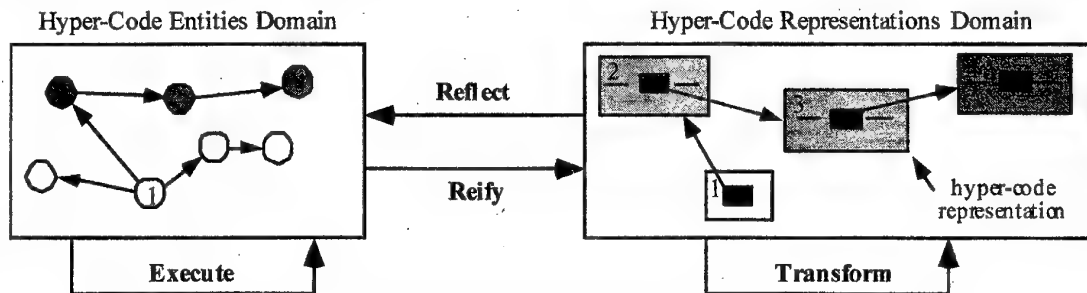 Hyper-Code Entities Domain
Hyper-Code Representations Domain
2
Reflect
3
1
1
Reify
hyper-code
representation
Execute
Transform